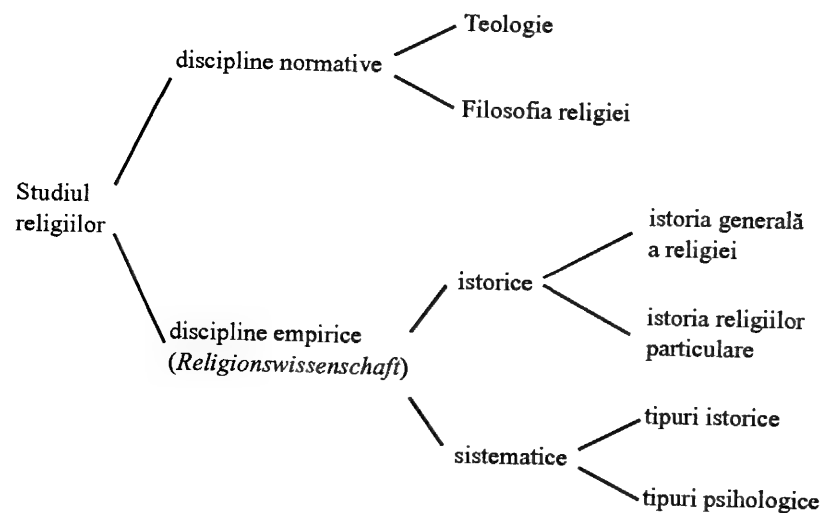 Teologie
discipline normative
Filosofia religiei
Studiul
religiilor
istoria generală
a religiei
istorice
istoria religiilor
particulare
discipline empirice
(Religionswissenschaft)
tipuri istorice
sistematice
tipuri psihologice